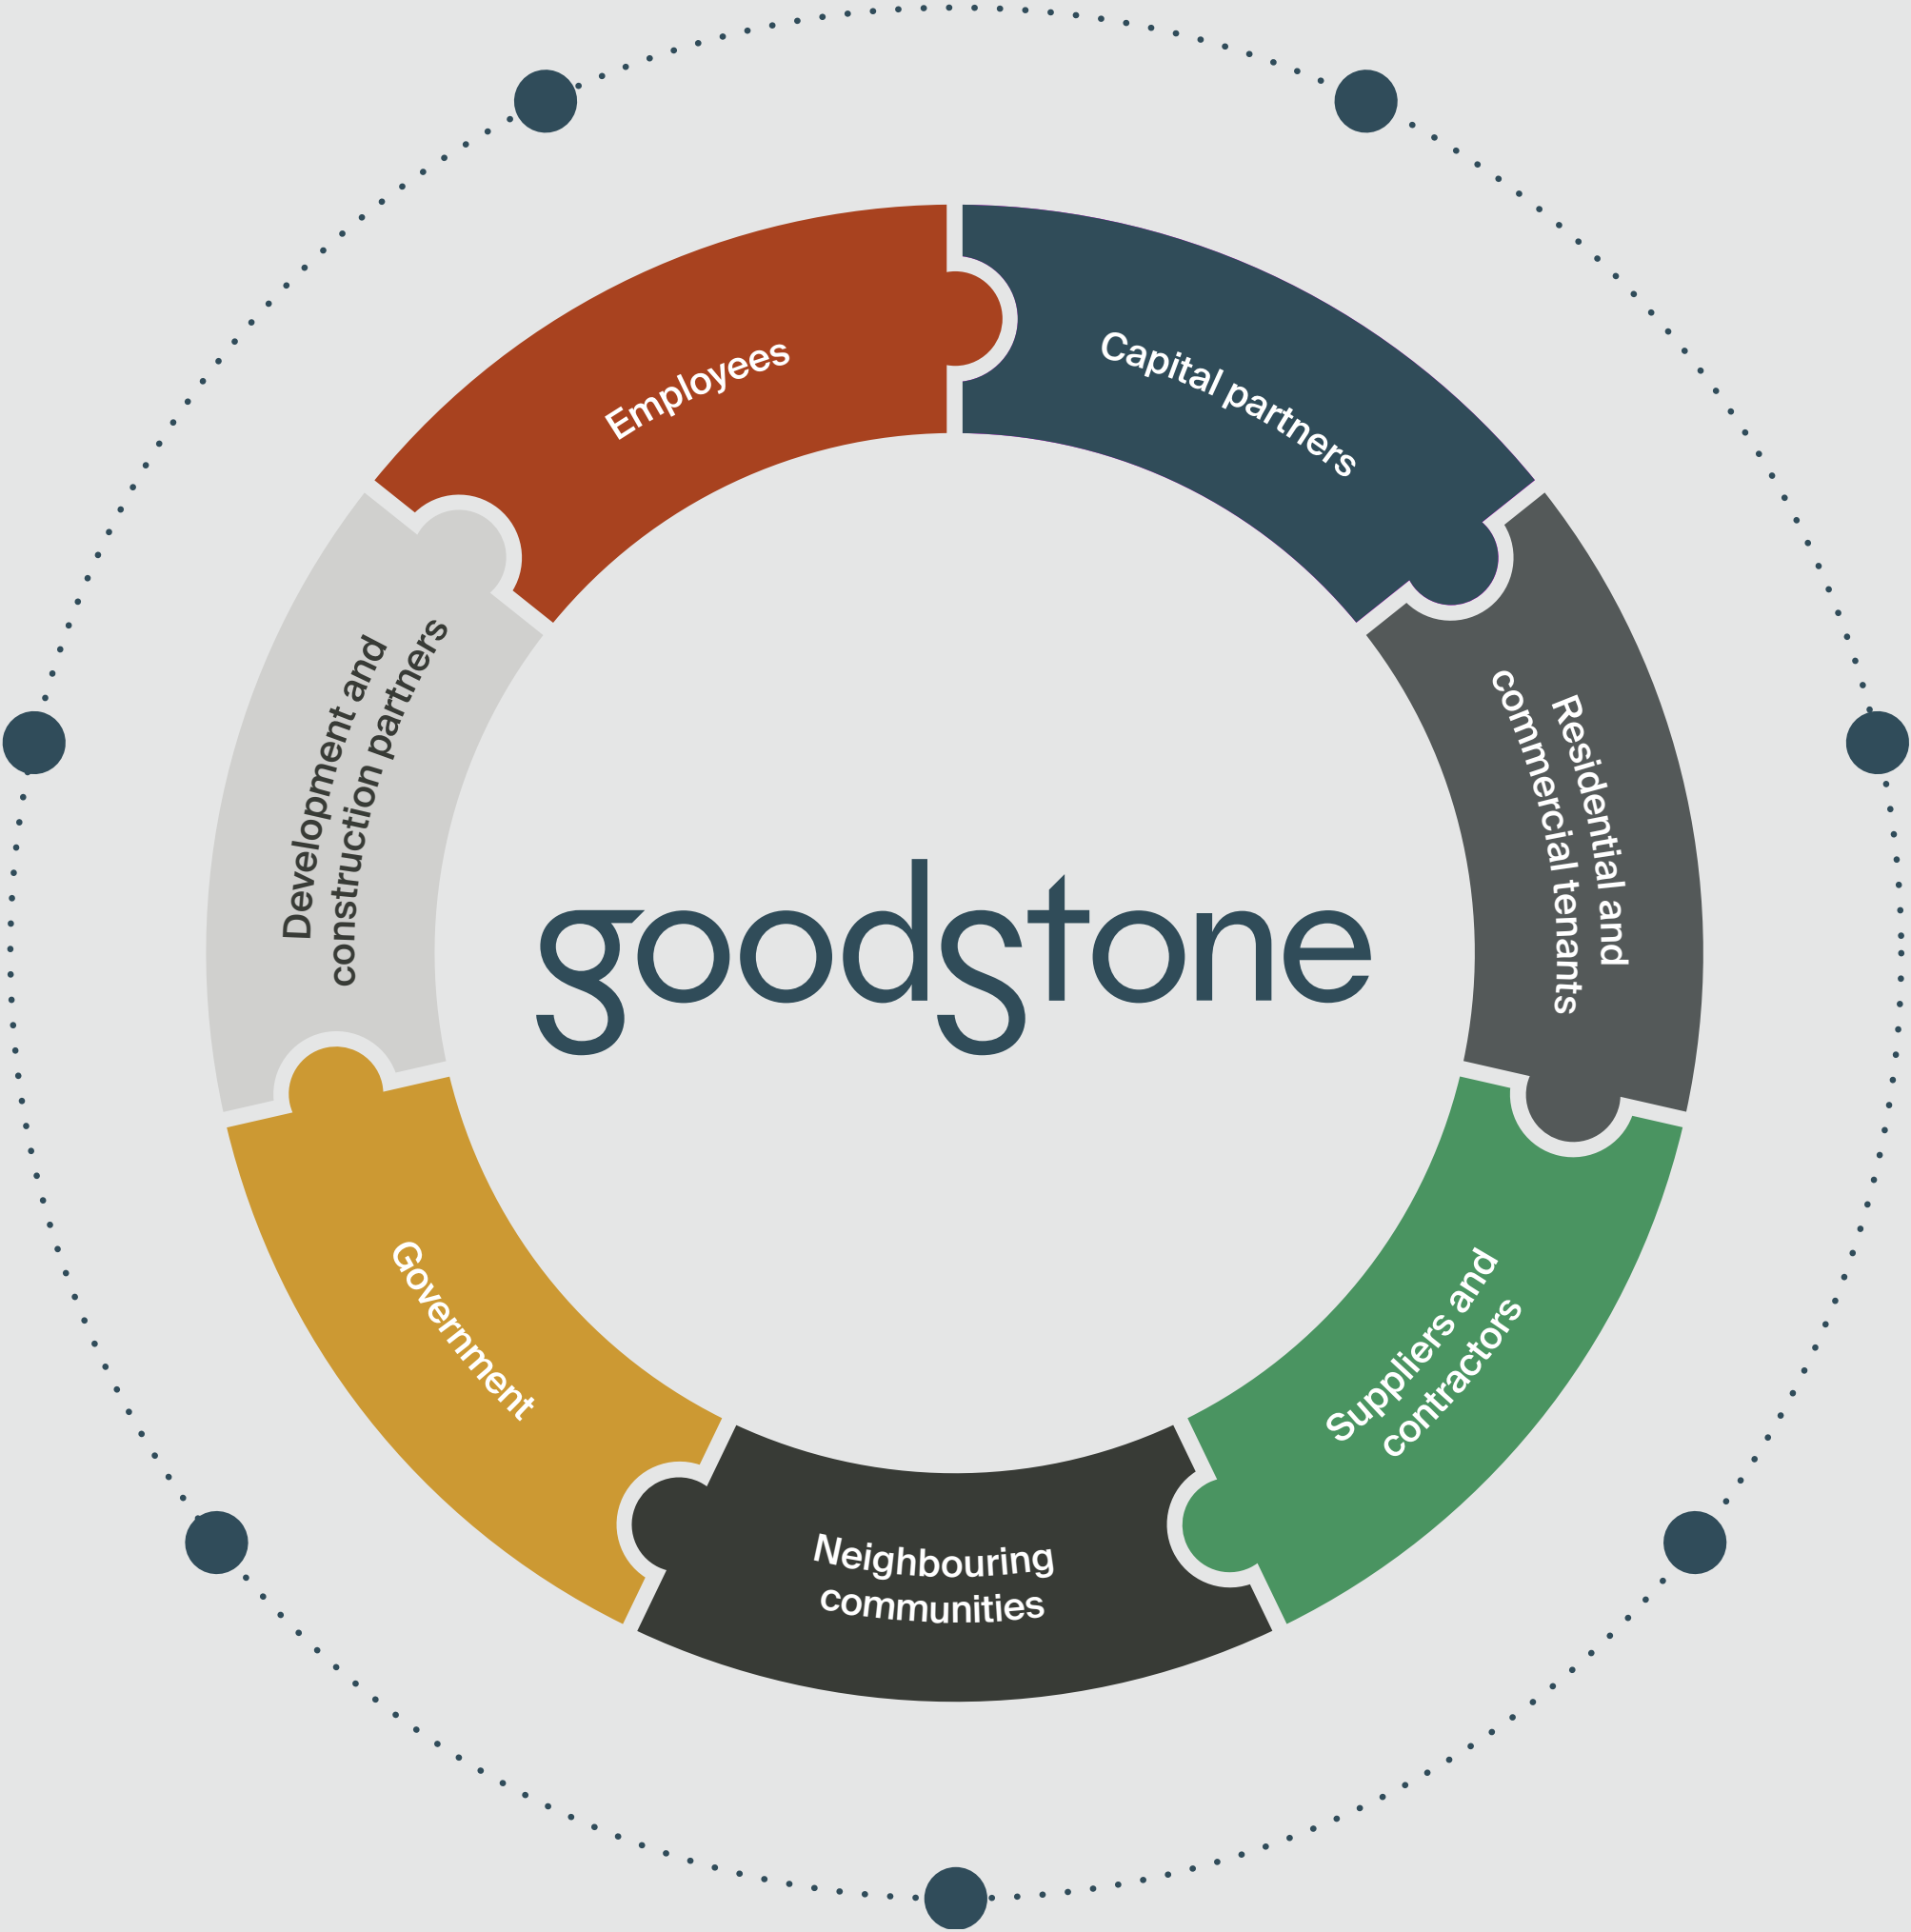 Employees
Capital partners
Residential and
commercial tenants
Suppliers and
contractors
Neighbouring
communities
Government
Development and
construction partners
goodstone